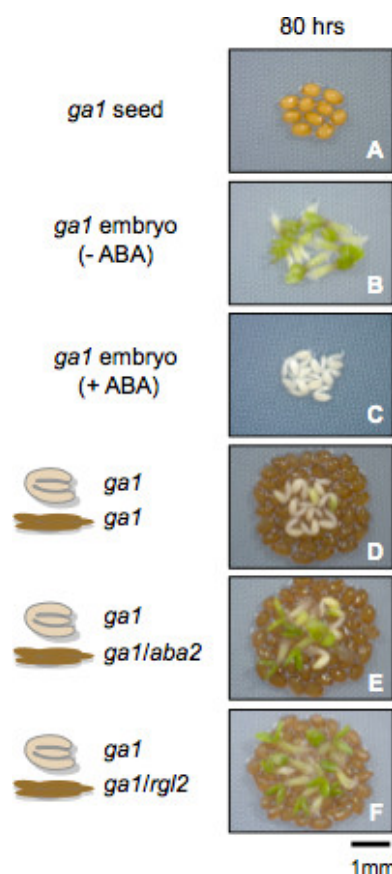 80 hrs
ga1 seed
A
ga1 embryo
(- ABA)
B
ga1 embryo
(+ ABA)
C
ga1
ga1
D
ga1
ga1/aba2
E
ga1
ga1/rgl2
F
1mm